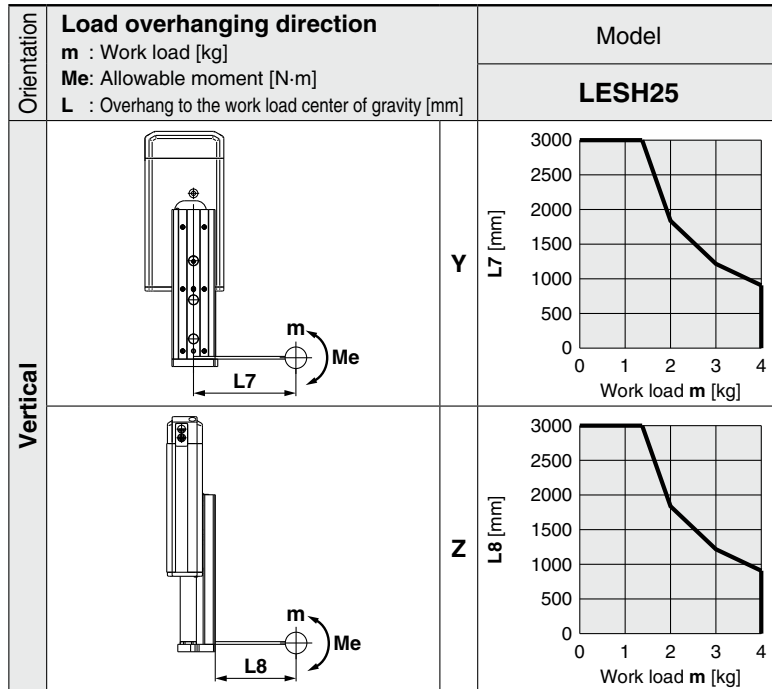 Orientation
Load overhanging direction
m : Work load [kg]
Me: Allowable moment [N·m]
L : Overhang to the work load center of gravity [mm]
Model
LESH25
Vertical
m
Me
L7
Y
L7 [mm]
3000
2500
2000
1500
1000
500
0
0 1 2 3 4
Work load m [kg]
m
Me
L8
Z
L8 [mm]
3000
2500
2000
1500
1000
500
0
0 1 2 3 4
Work load m [kg]